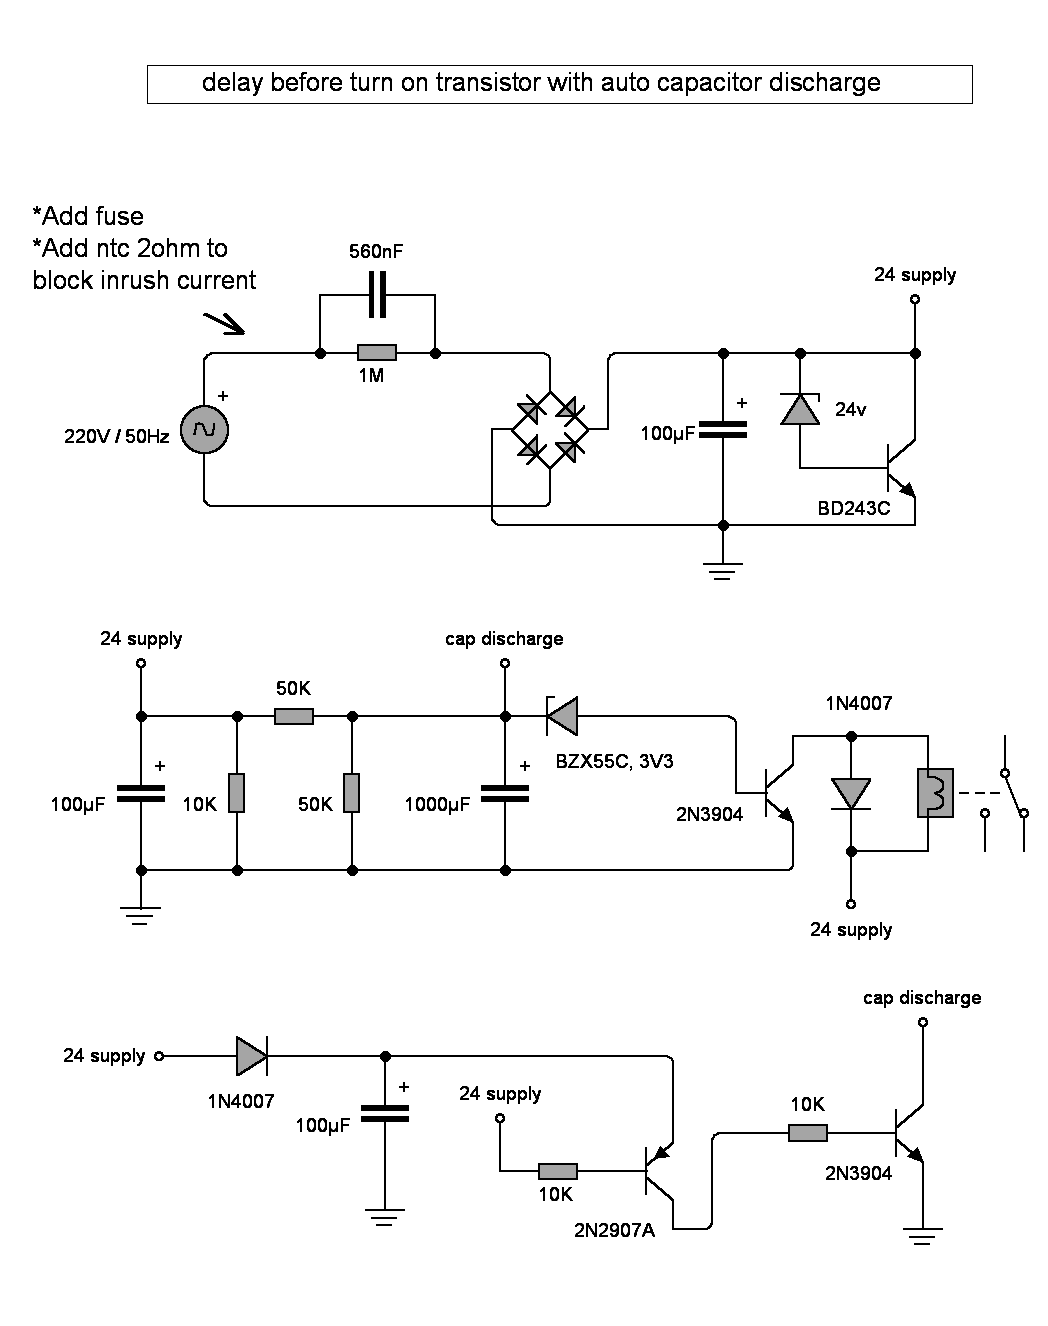 delay before turn on transistor with auto capacitor discharge
*Add fuse
*Add ntc 2ohm to
block inrush current
560nF
1M
220V / 50Hz
+
24 supply
+
100µF
24v
BD243C
24 supply
50K
cap discharge
1N4007
BZX55C, 3V3
+
100µF
10K
50K
+
1000µF
2N3904
24 supply
cap discharge
24 supply
1N4007
+
100µF
24 supply
10K
2N2907A
10K
2N3904